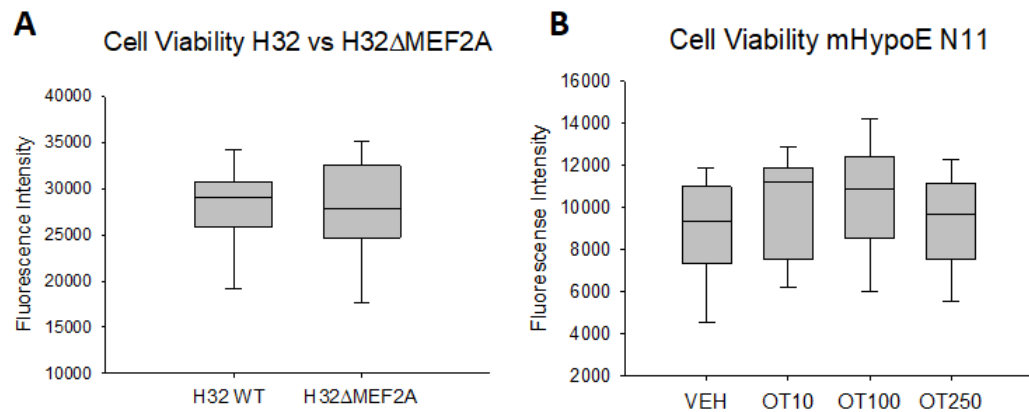 A
Cell Viability H32 vs H32ΔMEF2A
Fluorescence Intensity
40000
35000
30000
25000
20000
15000
10000
H32 WT
H32ΔMEF2A
B
Cell Viability mHypoE N11
Fluorescense Intensity
16000
14000
12000
10000
8000
6000
4000
2000
VEH
OT10
OT100
OT250